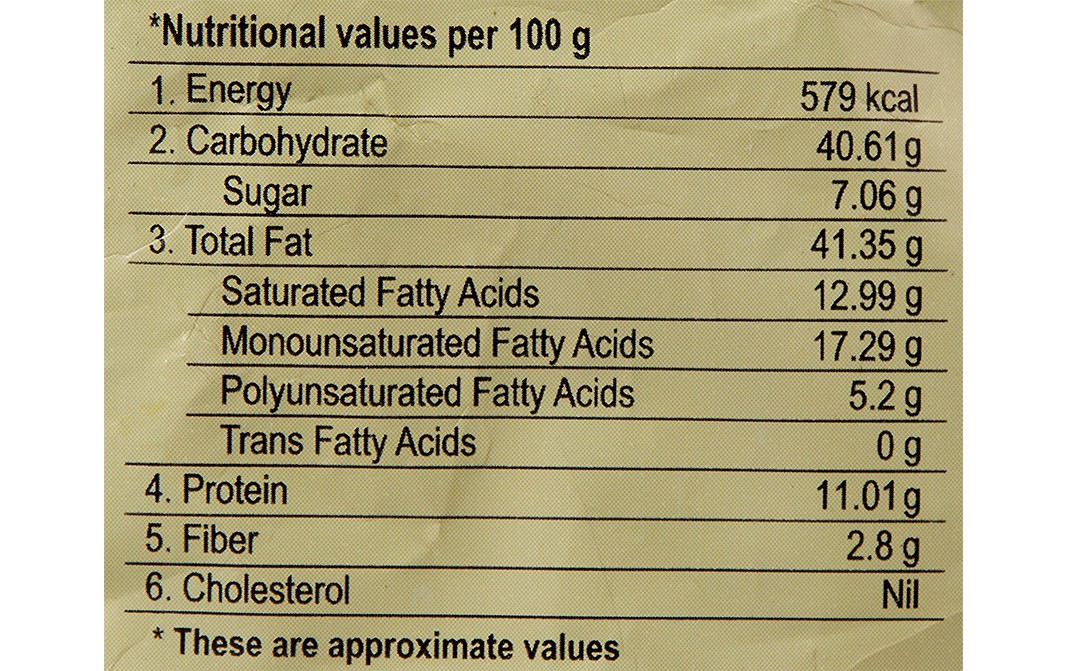 *Nutritional values per 100 g
1. Energy 579 kcal
2. Carbohydrate 40.61 g
Sugar 7.06 g
3. Total Fat 41.35 g
Saturated Fatty Acids 12.99 g
Monounsaturated Fatty Acids 17.29 g
Polyunsaturated Fatty Acids 5.2 g
Trans Fatty Acids 0 g
4. Protein 11.01 g
5. Fiber 2.8 g
6. Cholesterol Nil
* These are approximate values